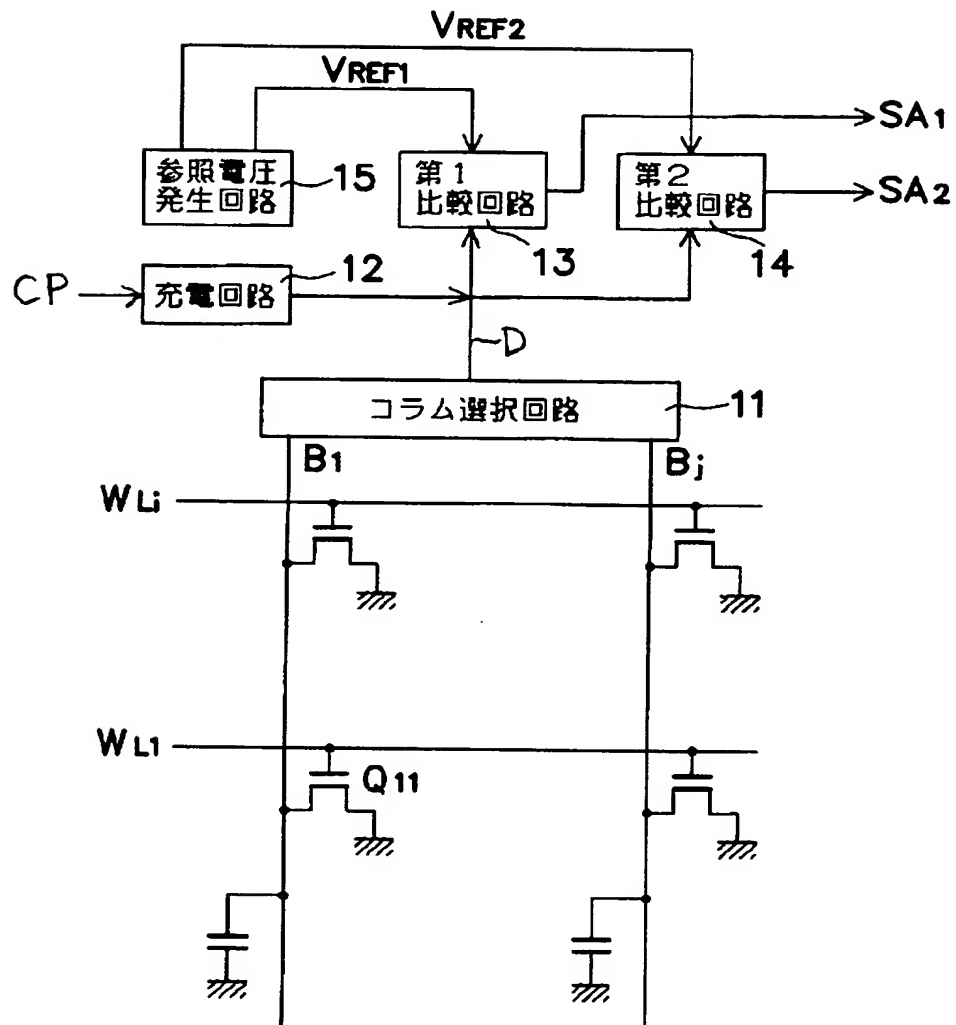 VREF2
VREF1
SA1
参照電圧
発生回路
15
第1
比較回路
13
第2
比較回路
14
SA2
CP
充電回路
12
D
コラム選択回路
11
B1
Bj
WLi
WL1
Q11